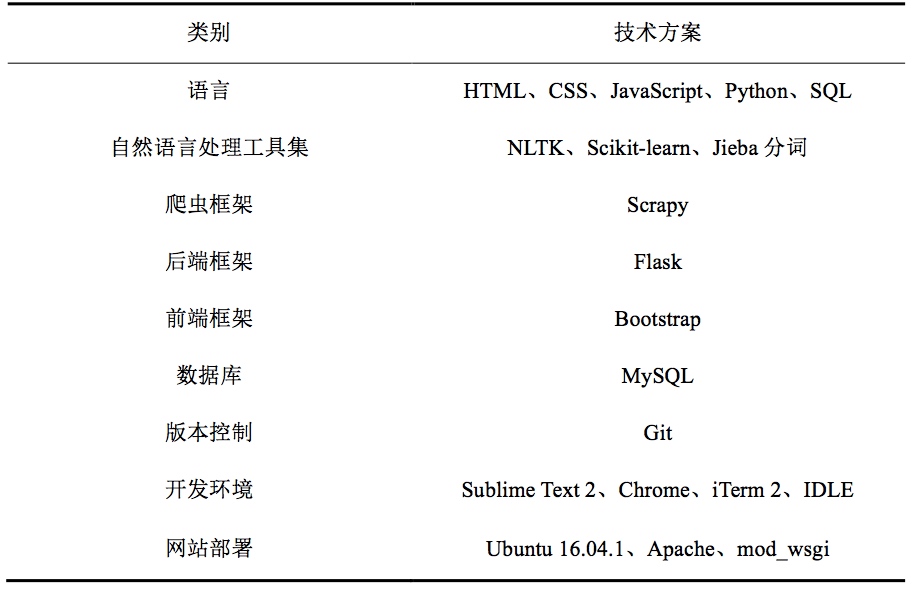 类别 技术方案
语言 HTML、CSS、JavaScript、Python、SQL
自然语言处理工具集 NLTK、Scikit-learn、Jieba 分词
爬虫框架 Scrapy
后端框架 Flask
前端框架 Bootstrap
数据库 MySQL
版本控制 Git
开发环境 Sublime Text 2、Chrome、iTerm 2、IDLE
网站部署 Ubuntu 16.04.1、Apache、mod_wsgi